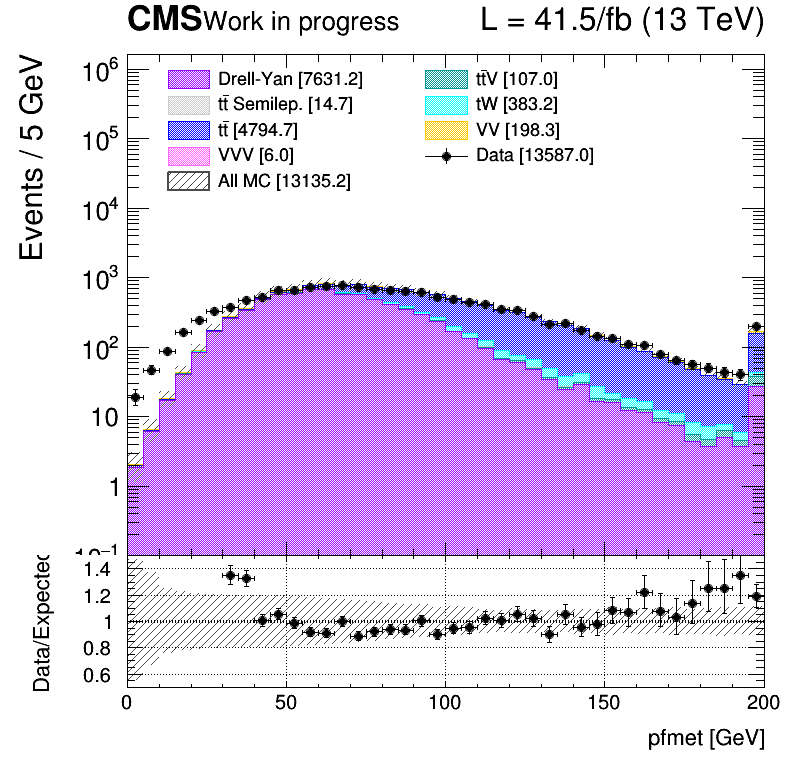 CMS Work in progress L = 41.5/fb (13 TeV)
Events / 5 GeV
10⁶
10⁵
10⁴
10³
10²
10
1
10⁻¹
Drell-Yan [7631.2]
tt̄ Semilep. [14.7]
tt̄ [4794.7]
VVV [6.0]
All MC [13135.2]
tt̄V [107.0]
tW [383.2]
VV [198.3]
Data [13587.0]
Data/Expected
1.4
1.2
1
0.8
0.6
0 50 100 150 200
pfmet [GeV]